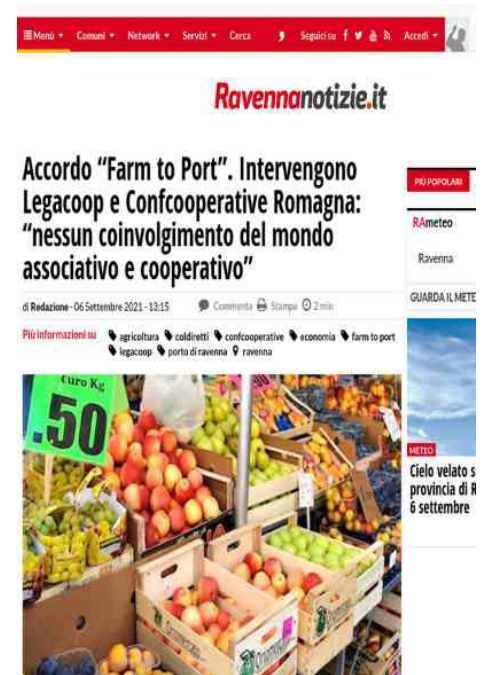 Menù Comuni Network Servizi Cerca Seguici su Accedi
Ravennanotizie.it
Accordo “Farm to Port”. Intervengono
Legacoop e Confcooperative Romagna:
“nessun coinvolgimento del mondo
associativo e cooperativo”
di Redazione - 06 Settembre 2021 - 13:15 Commenta Stampa 2 min
Più informazioni su agricoltura coldiretti confcooperative economia farm to port
legacoop porto di ravenna ravenna
PIÙ POPOLARI
RAmeteo
Ravenna
GUARDA IL METE
METEO
Cielo velato s
provincia di R
6 settembre
Euro Kg
.50